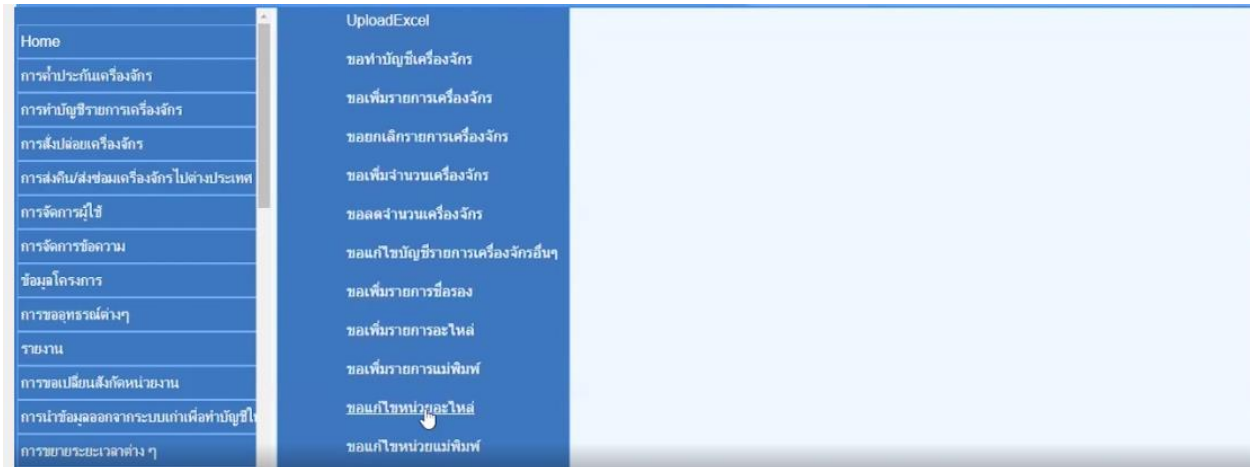 Home
การค้ำประกันเครื่องจักร
การทำบัญชีรายการเครื่องจักร
การสั่งปล่อยเครื่องจักร
การส่งคืน/ส่งซ่อมเครื่องจักรไปต่างประเทศ
การจัดการผู้ใช้
การจัดการข้อความ
ข้อมูลโครงการ
การขออุทธรณ์ต่างๆ
รายงาน
การขอเปลี่ยนสังกัดหน่วยงาน
การนำข้อมูลออกจากระบบเก่าเพื่อทำบัญชีใ
การขยายระยะเวลาต่าง ๆ
UploadExcel
ขอทำบัญชีเครื่องจักร
ขอเพิ่มรายการเครื่องจักร
ขอยกเลิกรายการเครื่องจักร
ขอเพิ่มจำนวนเครื่องจักร
ขอลดจำนวนเครื่องจักร
ขอแก้ไขบัญชีรายการเครื่องจักรอื่นๆ
ขอเพิ่มรายการชื่อรอง
ขอเพิ่มรายการอะไหล่
ขอเพิ่มรายการแม่พิมพ์
ขอแก้ไขหน่วยอะไหล่
ขอแก้ไขหน่วยแม่พิมพ์